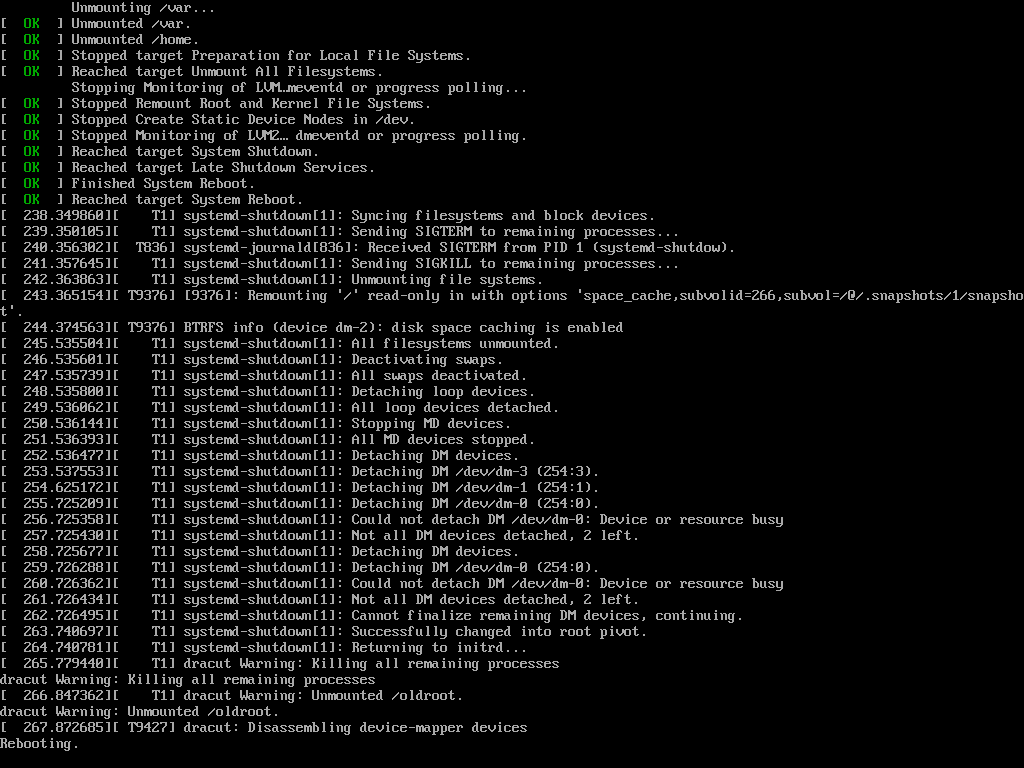 Unmounting /var...
[  OK  ] Unmounted /var.
[  OK  ] Unmounted /home.
[  OK  ] Stopped target Preparation for Local File Systems.
[  OK  ] Reached target Unmount All Filesystems.
Stopping Monitoring of LVM…meventd or progress polling...
[  OK  ] Stopped Remount Root and Kernel File Systems.
[  OK  ] Stopped Create Static Device Nodes in /dev.
[  OK  ] Stopped Monitoring of LVM2… dmeventd or progress polling.
[  OK  ] Reached target System Shutdown.
[  OK  ] Reached target Late Shutdown Services.
[  OK  ] Finished System Reboot.
[  OK  ] Reached target System Reboot.
[  238.349860][    T1] systemd-shutdown[1]: Syncing filesystems and block devices.
[  239.350105][    T1] systemd-shutdown[1]: Sending SIGTERM to remaining processes...
[  240.356302][  T836] systemd-journald[836]: Received SIGTERM from PID 1 (systemd-shutdow).
[  241.357645][    T1] systemd-shutdown[1]: Sending SIGKILL to remaining processes...
[  242.363863][    T1] systemd-shutdown[1]: Unmounting file systems.
[  243.365154][ T9376] [9376]: Remounting '/' read-only in with options 'space_cache,subvolid=266,subvol=/@/.snapshots/1/snapsho
t'.
[  244.374563][ T9376] BTRFS info (device dm-2): disk space caching is enabled
[  245.535504][    T1] systemd-shutdown[1]: All filesystems unmounted.
[  246.535601][    T1] systemd-shutdown[1]: Deactivating swaps.
[  247.535739][    T1] systemd-shutdown[1]: All swaps deactivated.
[  248.535800][    T1] systemd-shutdown[1]: Detaching loop devices.
[  249.536062][    T1] systemd-shutdown[1]: All loop devices detached.
[  250.536144][    T1] systemd-shutdown[1]: Stopping MD devices.
[  251.536393][    T1] systemd-shutdown[1]: All MD devices stopped.
[  252.536477][    T1] systemd-shutdown[1]: Detaching DM devices.
[  253.537553][    T1] systemd-shutdown[1]: Detaching DM /dev/dm-3 (254:3).
[  254.625172][    T1] systemd-shutdown[1]: Detaching DM /dev/dm-1 (254:1).
[  255.725209][    T1] systemd-shutdown[1]: Detaching DM /dev/dm-0 (254:0).
[  256.725358][    T1] systemd-shutdown[1]: Could not detach DM /dev/dm-0: Device or resource busy
[  257.725430][    T1] systemd-shutdown[1]: Not all DM devices detached, 2 left.
[  258.725677][    T1] systemd-shutdown[1]: Detaching DM devices.
[  259.726288][    T1] systemd-shutdown[1]: Detaching DM /dev/dm-0 (254:0).
[  260.726362][    T1] systemd-shutdown[1]: Could not detach DM /dev/dm-0: Device or resource busy
[  261.726434][    T1] systemd-shutdown[1]: Not all DM devices detached, 2 left.
[  262.726495][    T1] systemd-shutdown[1]: Cannot finalize remaining DM devices, continuing.
[  263.740697][    T1] systemd-shutdown[1]: Successfully changed into root pivot.
[  264.740781][    T1] systemd-shutdown[1]: Returning to initrd...
[  265.779440][    T1] dracut Warning: Killing all remaining processes
dracut Warning: Killing all remaining processes
[  266.847362][    T1] dracut Warning: Unmounted /oldroot.
dracut Warning: Unmounted /oldroot.
[  267.872685][ T9427] dracut: Disassembling device-mapper devices
Rebooting.